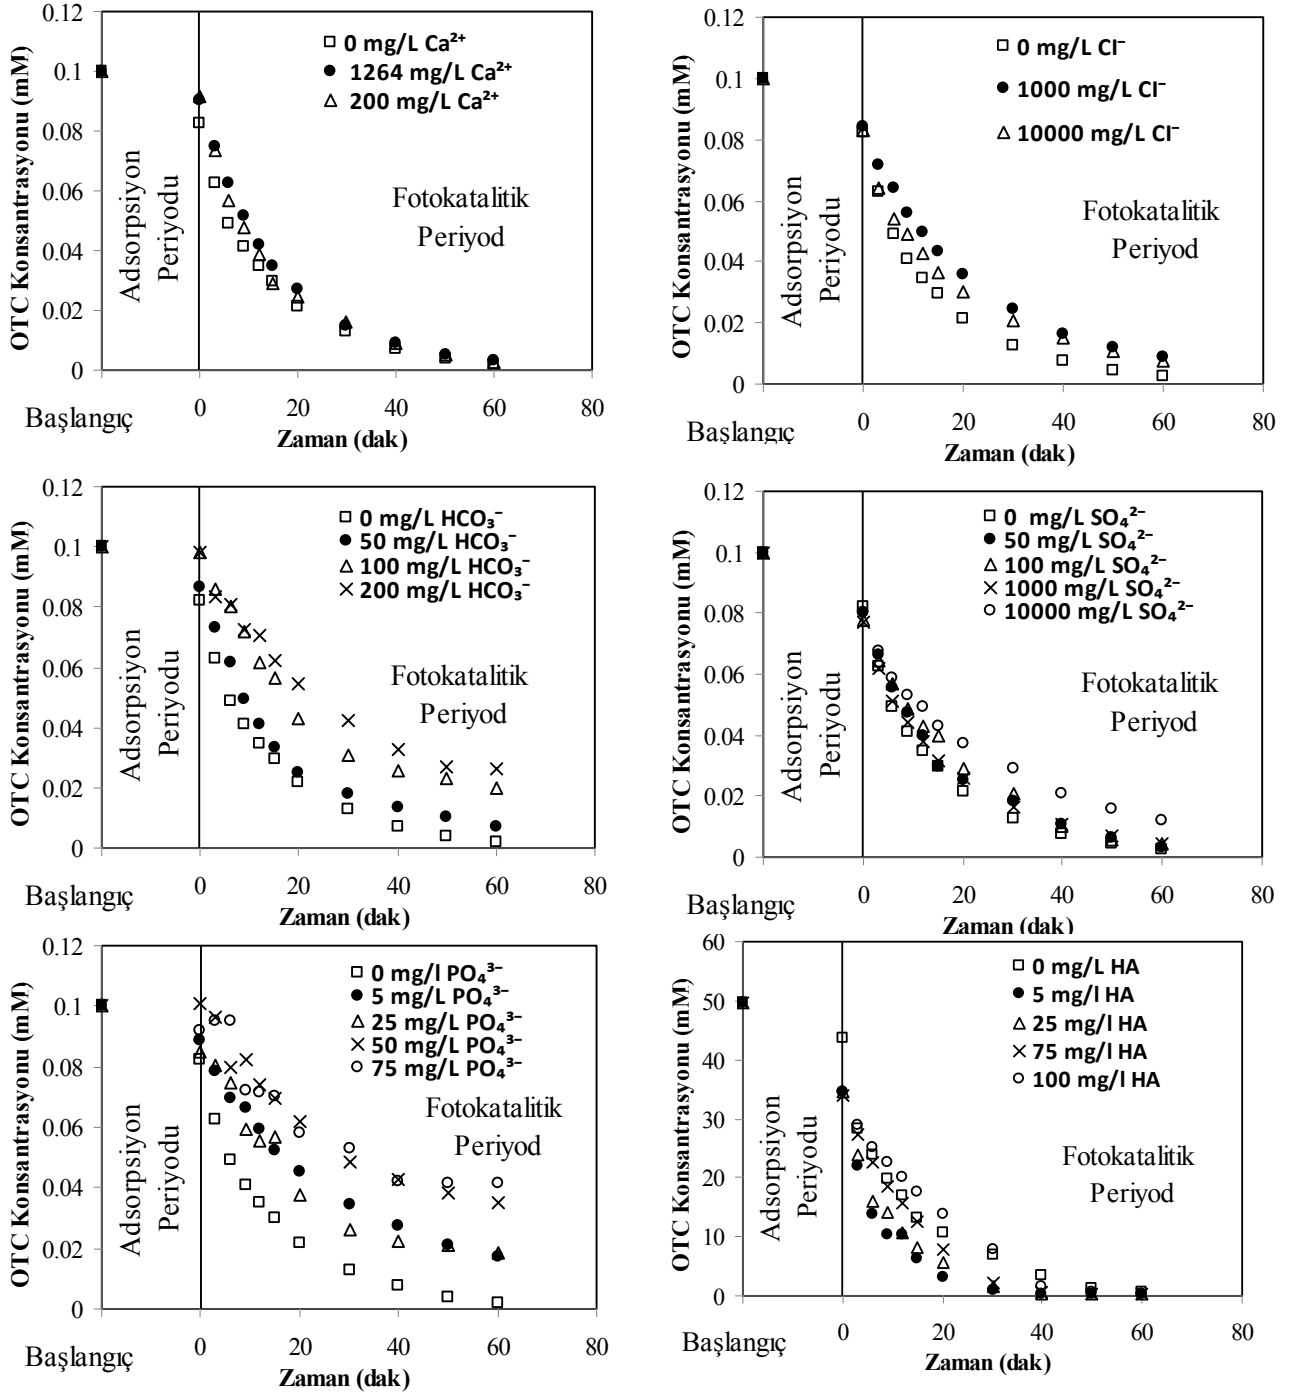 0.12
0.1
0.08
0.06
0.04
0.02
0
OTC Konsantrasyonu (mM)
0 mg/L Ca²⁺
1264 mg/L Ca²⁺
200 mg/L Ca²⁺
Adsorpsiyon
Periyodu
Fotokatalitik
Periyod
Başlangıç
0 20 40 60 80
Zaman (dak)
0.12
0.1
0.08
0.06
0.04
0.02
0
OTC Konsantrasyonu (mM)
0 mg/L Cl⁻
1000 mg/L Cl⁻
10000 mg/L Cl⁻
Adsorpsiyon
Periyodu
Fotokatalitik
Periyod
Başlangıç
0 20 40 60 80
Zaman (dak)
0.12
0.1
0.08
0.06
0.04
0.02
0
OTC Konsantrasyonu (mM)
0 mg/L HCO₃⁻
50 mg/L HCO₃⁻
100 mg/L HCO₃⁻
200 mg/L HCO₃⁻
Adsorpsiyon
Periyodu
Fotokatalitik
Periyod
Başlangıç
0 20 40 60 80
Zaman (dak)
0.12
0.1
0.08
0.06
0.04
0.02
0
OTC Konsantrasyonu (mM)
0 mg/L SO₄²⁻
50 mg/L SO₄²⁻
100 mg/L SO₄²⁻
1000 mg/L SO₄²⁻
10000 mg/L SO₄²⁻
Adsorpsiyon
Periyodu
Fotokatalitik
Periyod
Başlangıç
0 20 40 60 80
Zaman (dak)
0.12
0.1
0.08
0.06
0.04
0.02
0
OTC Konsantrasyonu (mM)
0 mg/l PO₄³⁻
5 mg/L PO₄³⁻
25 mg/L PO₄³⁻
50 mg/L PO₄³⁻
75 mg/L PO₄³⁻
Adsorpsiyon
Periyodu
Fotokatalitik
Periyod
Başlangıç
0 20 40 60 80
Zaman (dak)
60
50
40
30
20
10
0
OTC Konsantrasyonu (mM)
0 mg/L HA
5 mg/l HA
25 mg/l HA
75 mg/l HA
100 mg/l HA
Adsorpsiyon
Periyodu
Fotokatalitik
Periyod
Başlangıç
0 20 40 60 80
Zaman (dak)